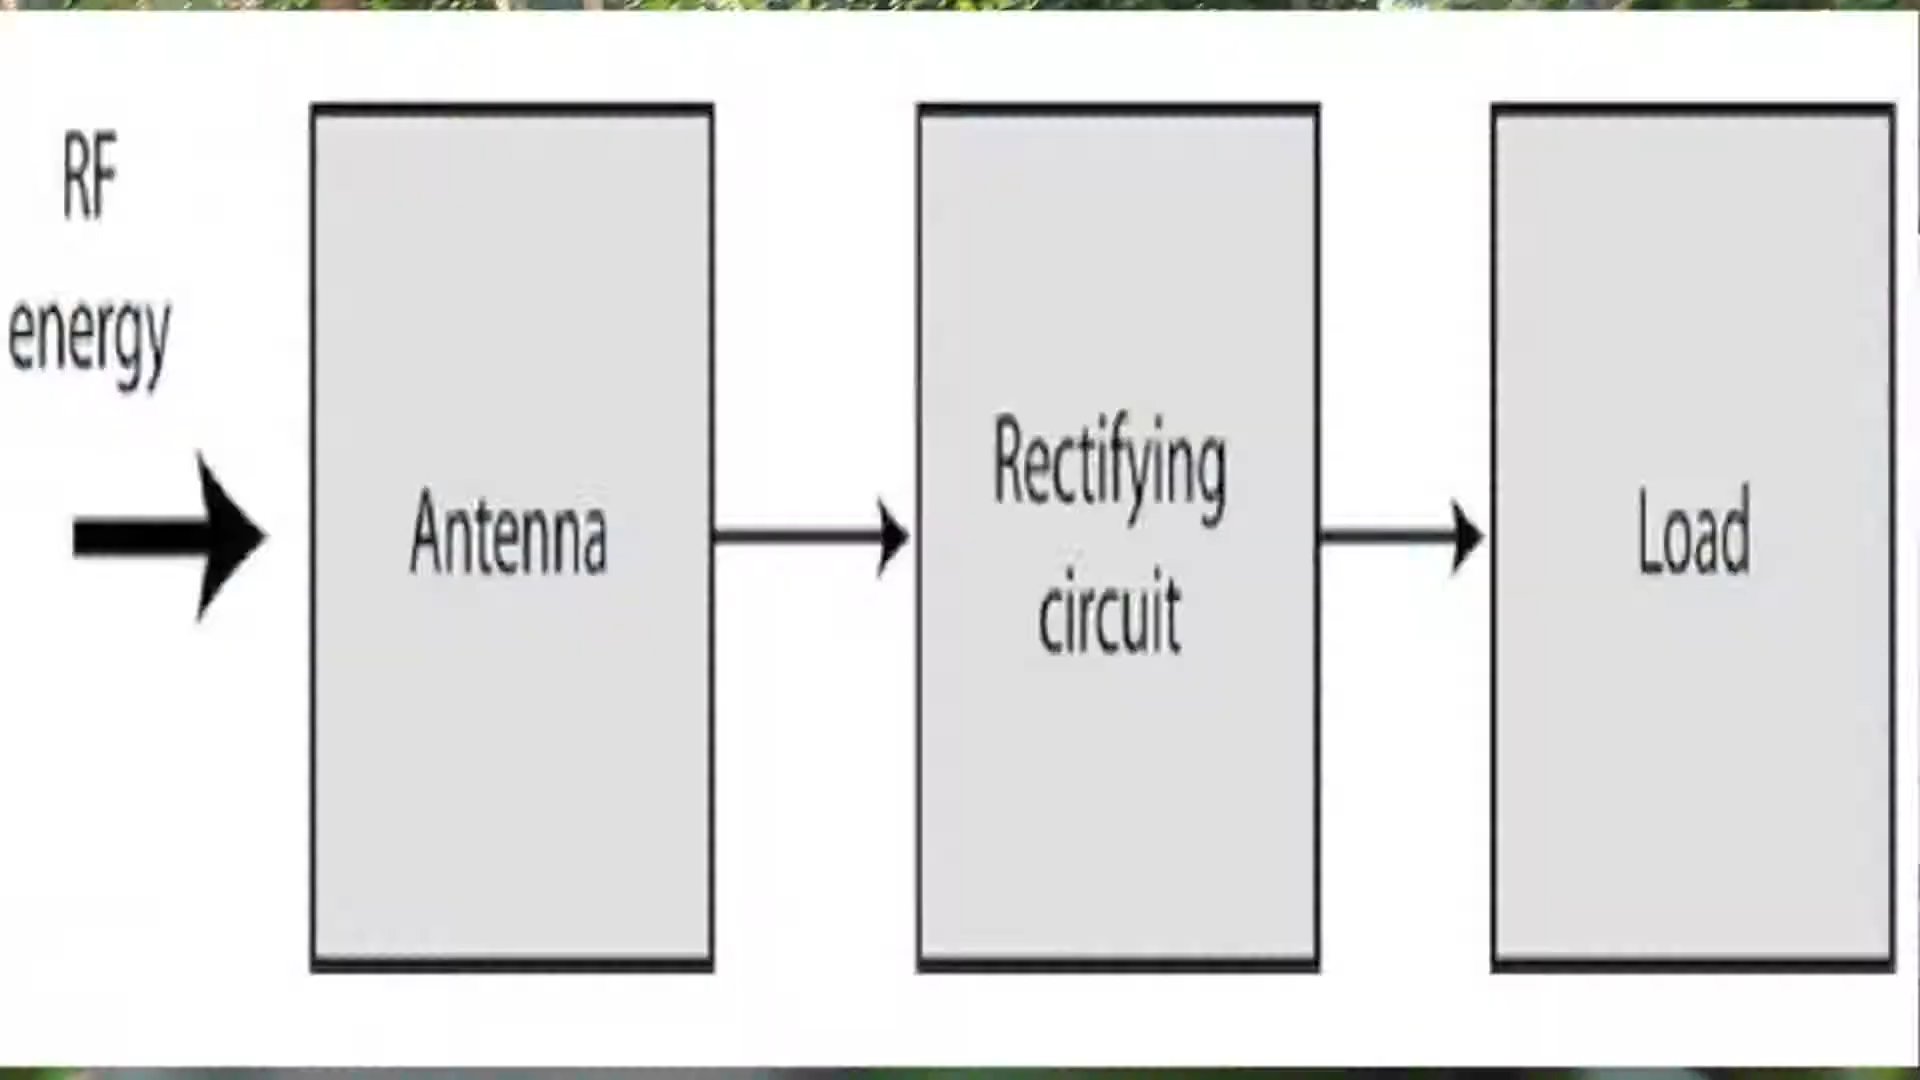 RF
energy
Antenna
Rectifying
circuit
Load